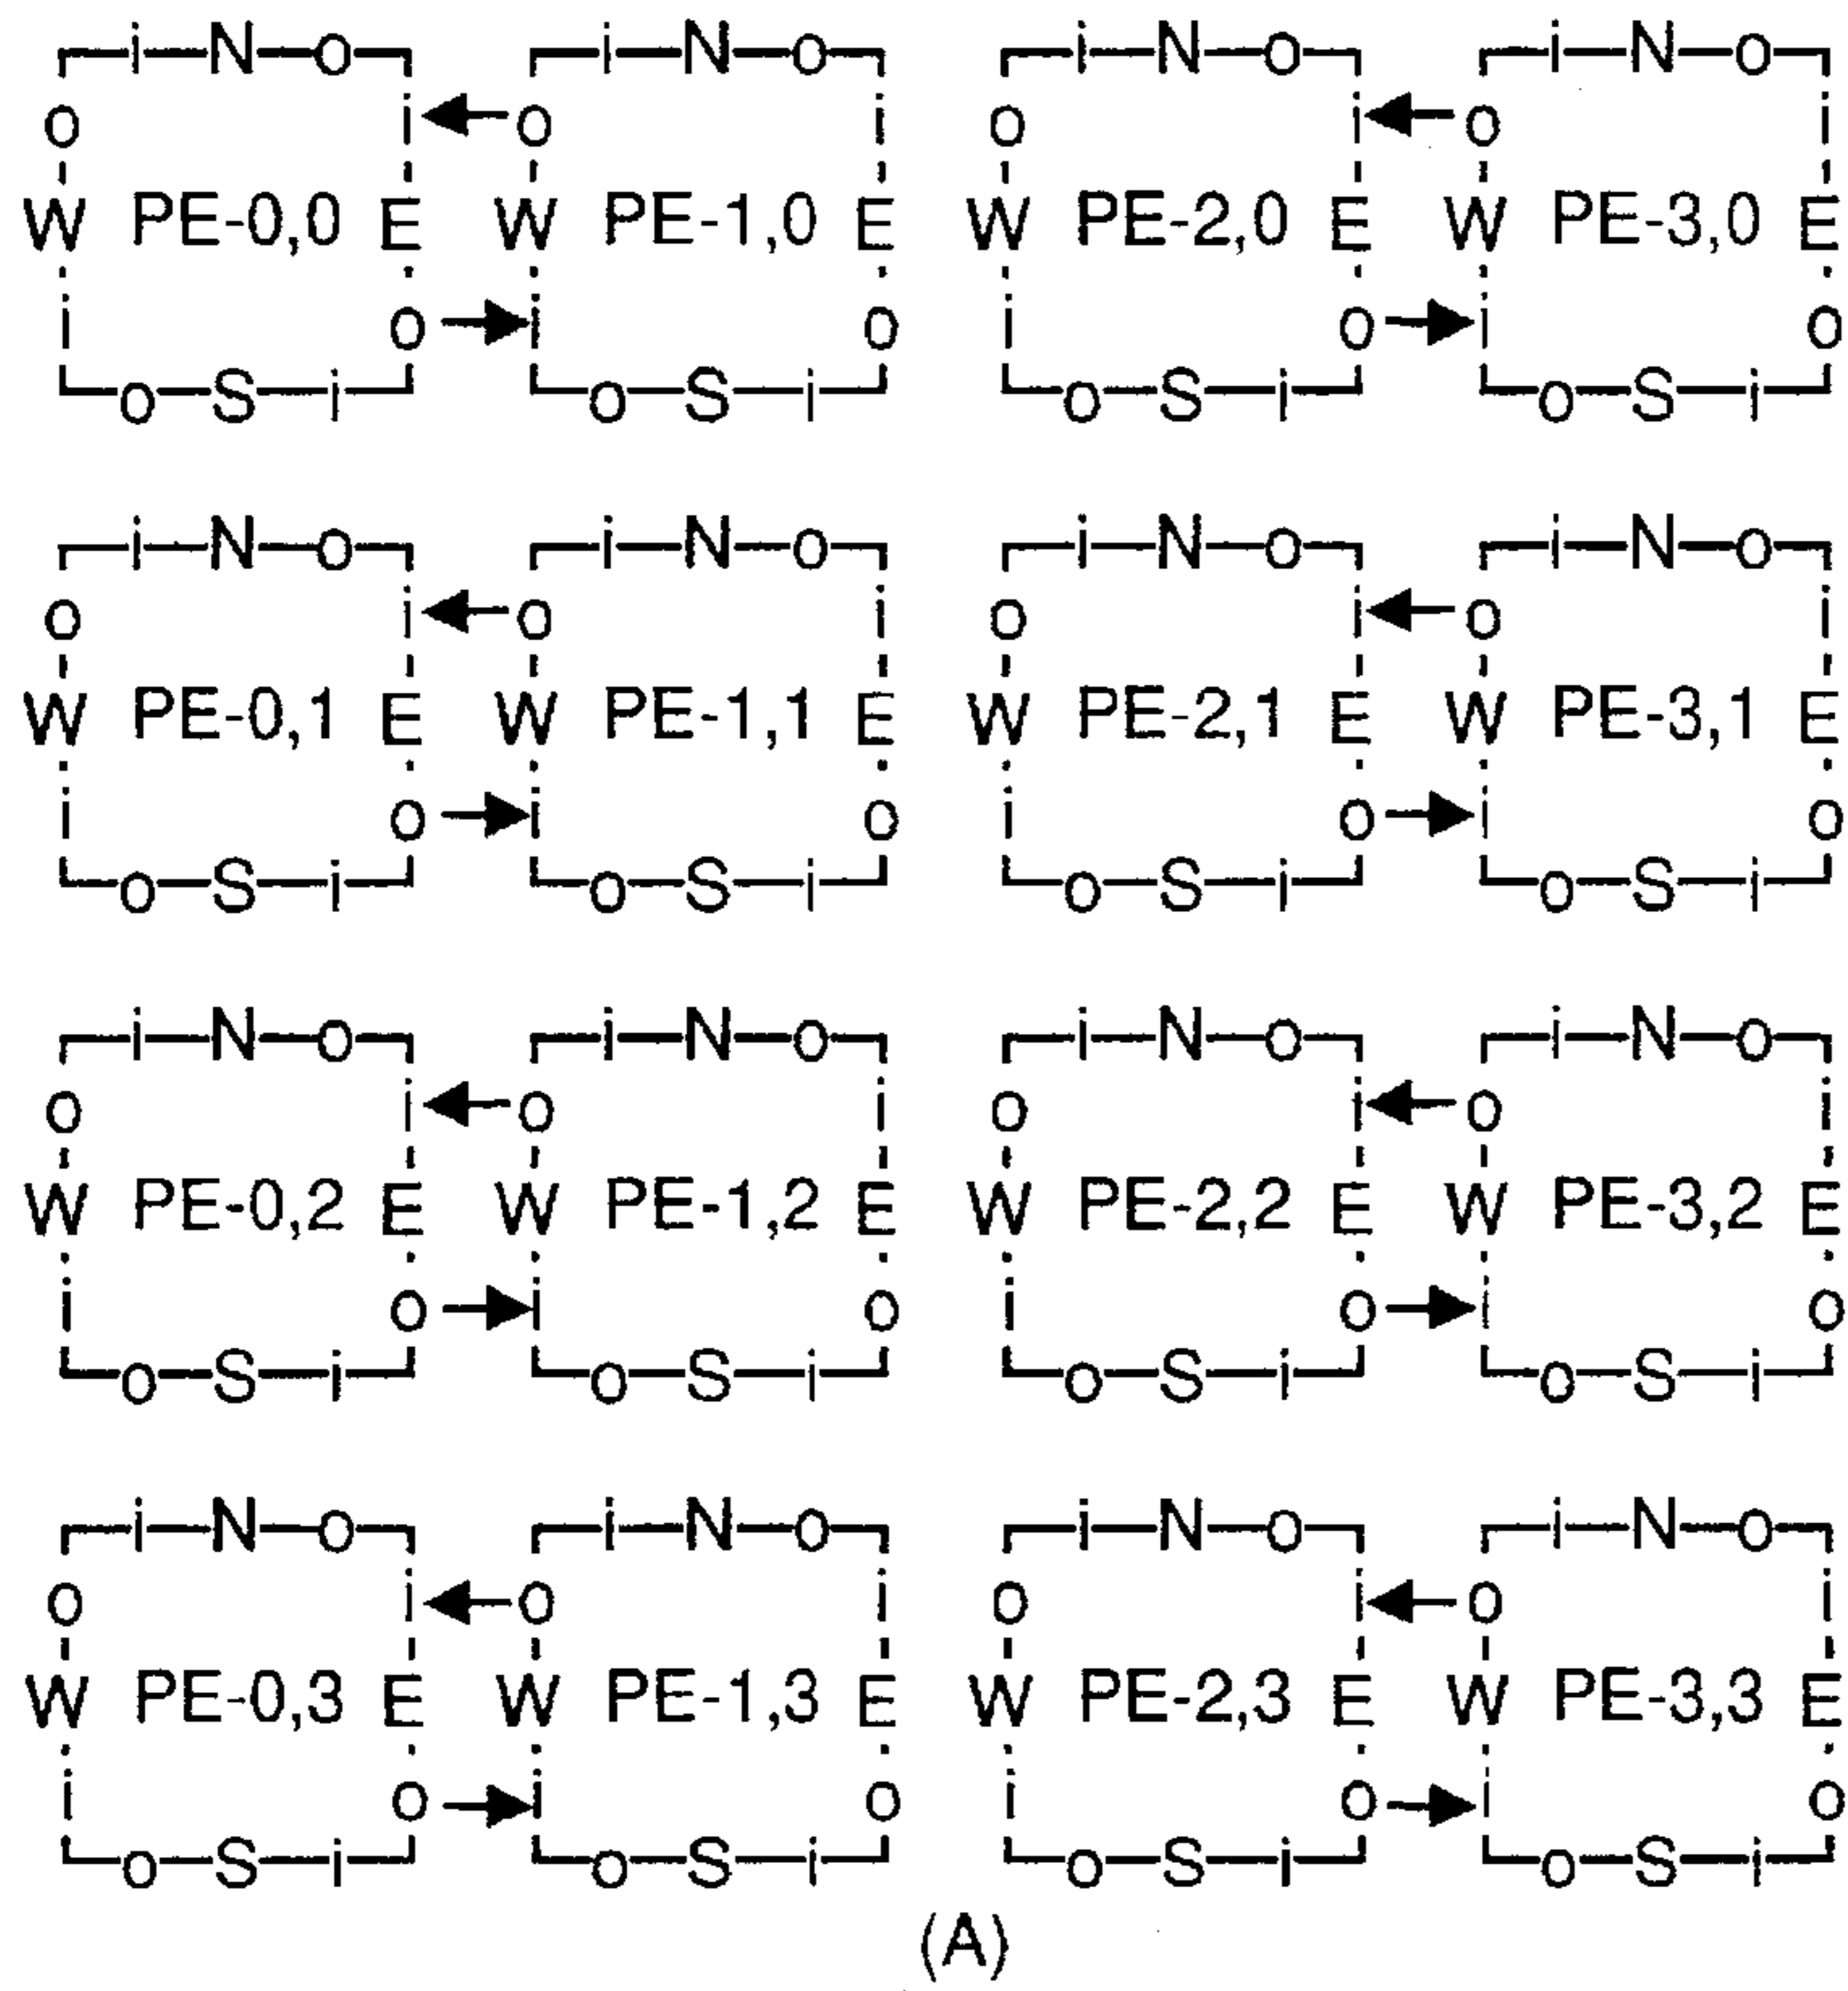 i N o i N o i N o i N o
o i o i o i o i
W PE-0,0 E W PE-1,0 E W PE-2,0 E W PE-3,0 E
i o i o i o i o
o S i o S i o S i o S i
i N o i N o i N o i N o
o i o i o i o i
W PE-0,1 E W PE-1,1 E W PE-2,1 E W PE-3,1 E
i o i o i o i o
o S i o S i o S i o S i
i N o i N o i N o i N o
o i o i o i o i
W PE-0,2 E W PE-1,2 E W PE-2,2 E W PE-3,2 E
i o i o i o i o
o S i o S i o S i o S i
i N o i N o i N o i N o
o i o i o i o i
W PE-0,3 E W PE-1,3 E W PE-2,3 E W PE-3,3 E
i o i o i o i o
o S i o S i o S i o S i
(A)